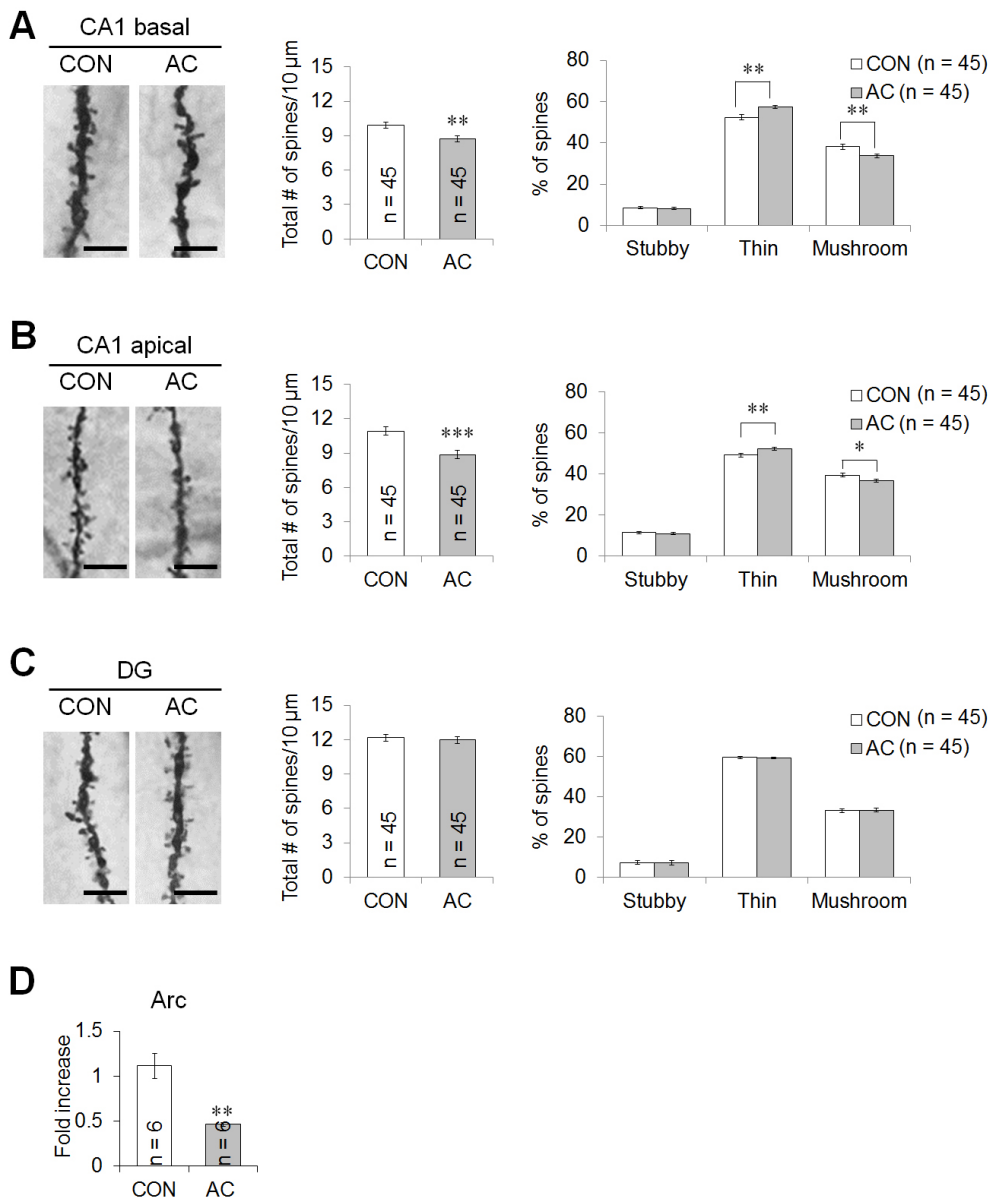 A
CA1 basal
CON AC
Total # of spines/10 µm
15
12
9
6
3
0
n = 45
**
n = 45
CON AC
% of spines
80
60
40
20
0
**
**
CON (n = 45)
AC (n = 45)
Stubby Thin Mushroom
B
CA1 apical
CON AC
Total # of spines/10 µm
15
12
9
6
3
0
n = 45
***
n = 45
CON AC
% of spines
80
60
40
20
0
**
*
CON (n = 45)
AC (n = 45)
Stubby Thin Mushroom
C
DG
CON AC
Total # of spines/10 µm
15
12
9
6
3
0
n = 45
n = 45
CON AC
% of spines
80
60
40
20
0
CON (n = 45)
AC (n = 45)
Stubby Thin Mushroom
D
Arc
Fold increase
1.5
1
0.5
0
n = 6
**
n = 6
CON AC